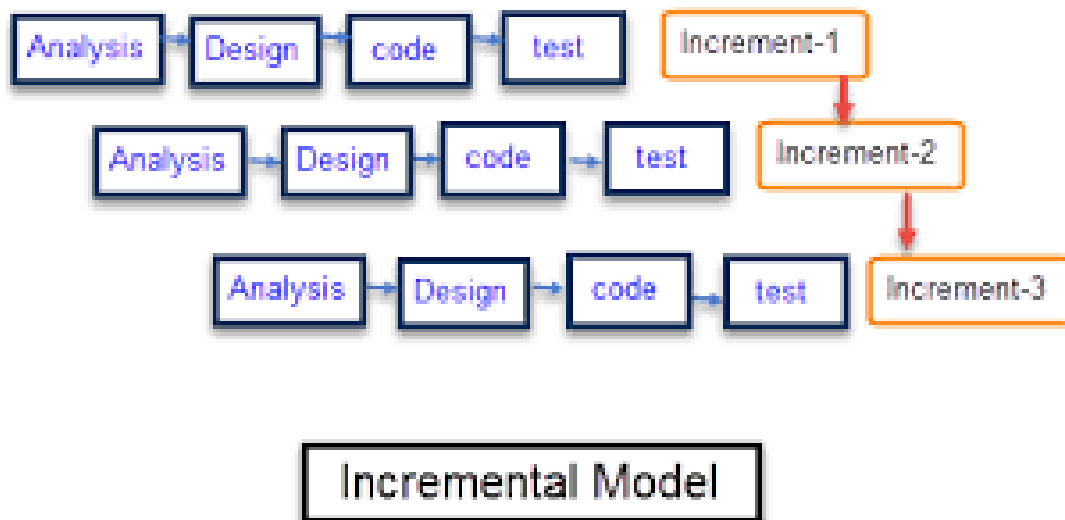 Analysis Design code test Increment-1
Analysis Design code test Increment-2
Analysis Design code test Increment-3
Incremental Model